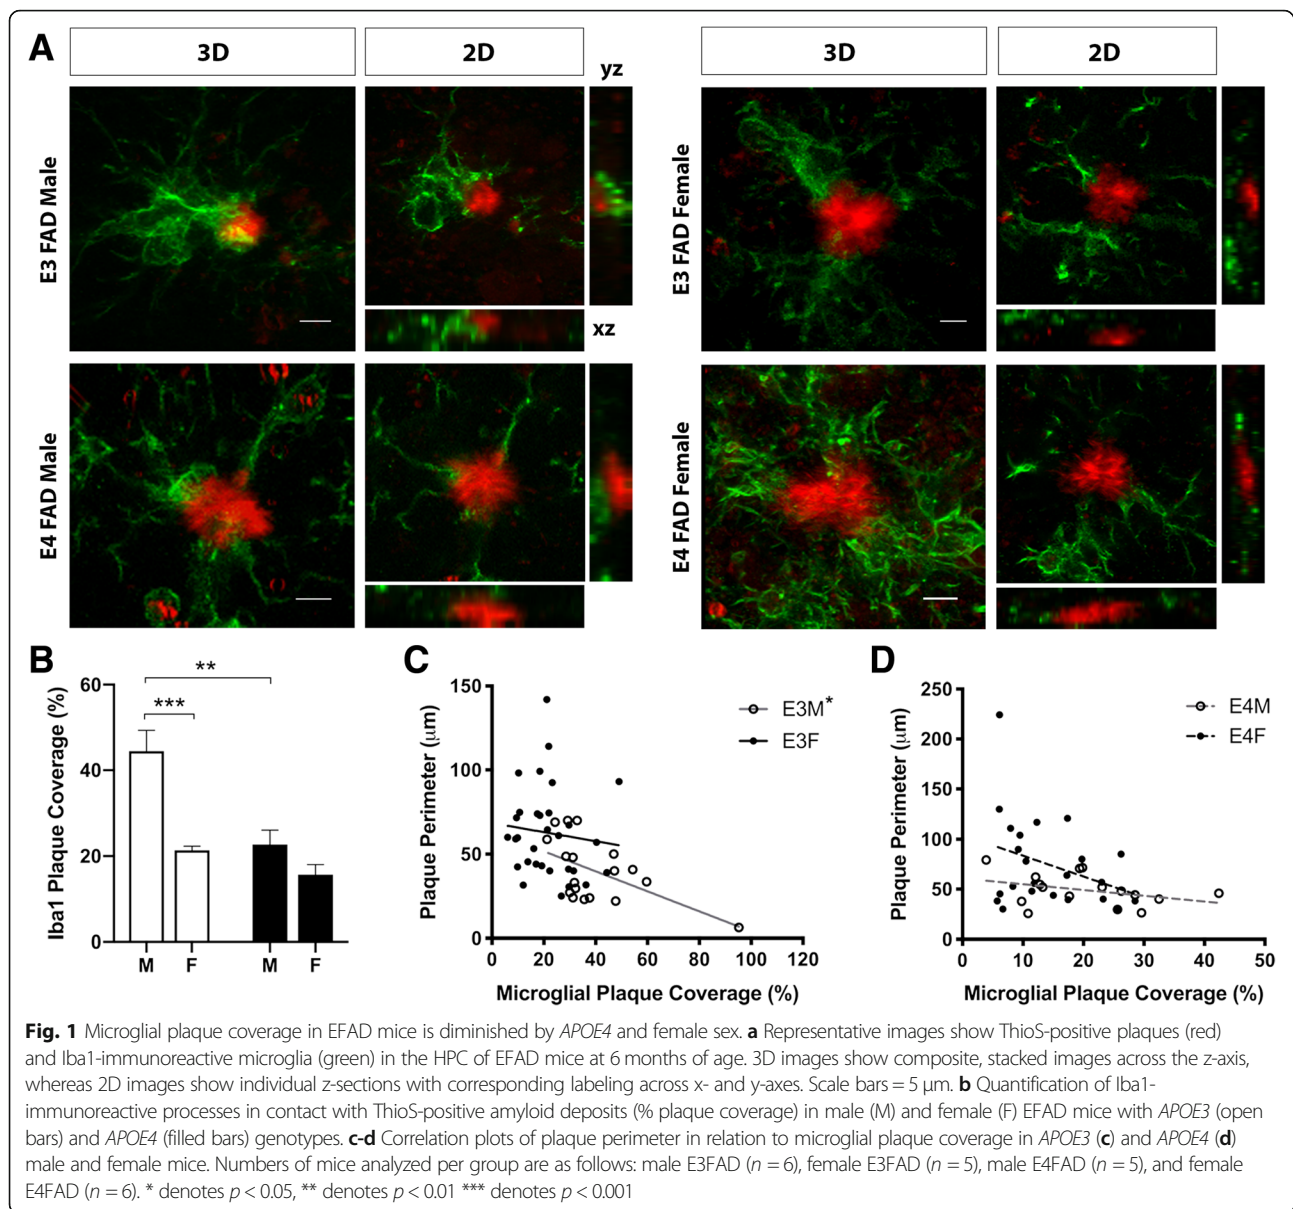 A
3D
2D
yz
3D
2D
E3 FAD Male
xz
E3 FAD Female
E4 FAD Male
E4 FAD Female
B
Iba1 Plaque Coverage (%)
60
40
20
0
**
***
M
F
M
F
C
Plaque Perimeter (μm)
150
100
50
0
0 20 40 60 80 100 120
Microglial Plaque Coverage (%)
E3M*
E3F
D
Plaque Perimeter (μm)
250
200
150
100
50
0
0 10 20 30 40 50
Microglial Plaque Coverage (%)
E4M
E4F
Fig. 1 Microglial plaque coverage in EFAD mice is diminished by APOE4 and female sex. a Representative images show ThioS-positive plaques (red)
and Iba1-immunoreactive microglia (green) in the HPC of EFAD mice at 6 months of age. 3D images show composite, stacked images across the z-axis,
whereas 2D images show individual z-sections with corresponding labeling across x- and y-axes. Scale bars = 5 μm. b Quantification of Iba1-
immunoreactive processes in contact with ThioS-positive amyloid deposits (% plaque coverage) in male (M) and female (F) EFAD mice with APOE3 (open
bars) and APOE4 (filled bars) genotypes. c-d Correlation plots of plaque perimeter in relation to microglial plaque coverage in APOE3 (c) and APOE4 (d)
male and female mice. Numbers of mice analyzed per group are as follows: male E3FAD (n = 6), female E3FAD (n = 5), male E4FAD (n = 5), and female
E4FAD (n = 6). * denotes p < 0.05, ** denotes p < 0.01 *** denotes p < 0.001